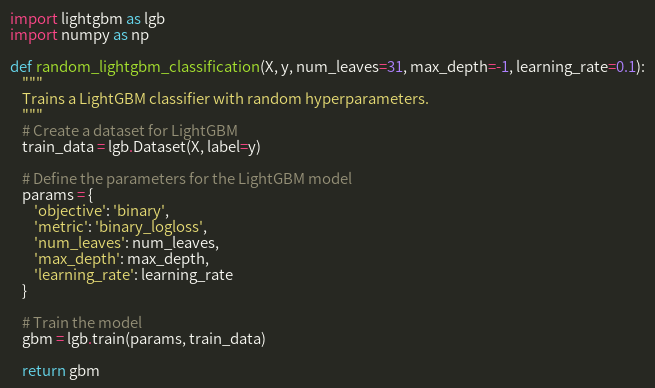 import lightgbm as lgb
import numpy as np

def random_lightgbm_classification(X, y, num_leaves=31, max_depth=-1, learning_rate=0.1):
    """
    Trains a LightGBM classifier with random hyperparameters.
    """
    # Create a dataset for LightGBM
    train_data = lgb.Dataset(X, label=y)

    # Define the parameters for the LightGBM model
    params = {
        'objective': 'binary',
        'metric': 'binary_logloss',
        'num_leaves': num_leaves,
        'max_depth': max_depth,
        'learning_rate': learning_rate
    }

    # Train the model
    gbm = lgb.train(params, train_data)

    return gbm